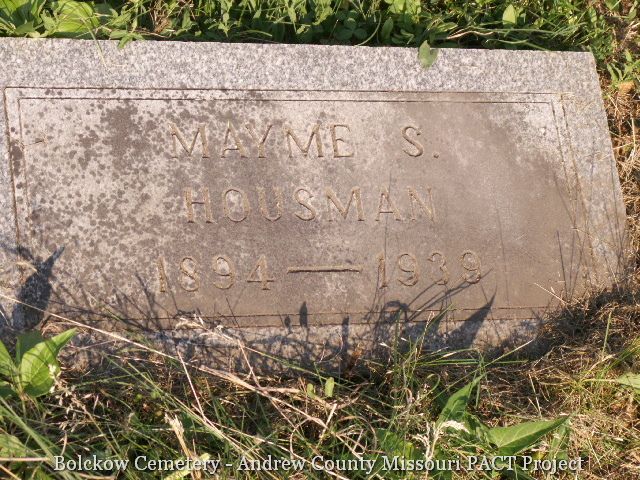 MAYME S.
HOUSMAN
1894 — 1939
Bolckow Cemetery - Andrew County Missouri PACT Project